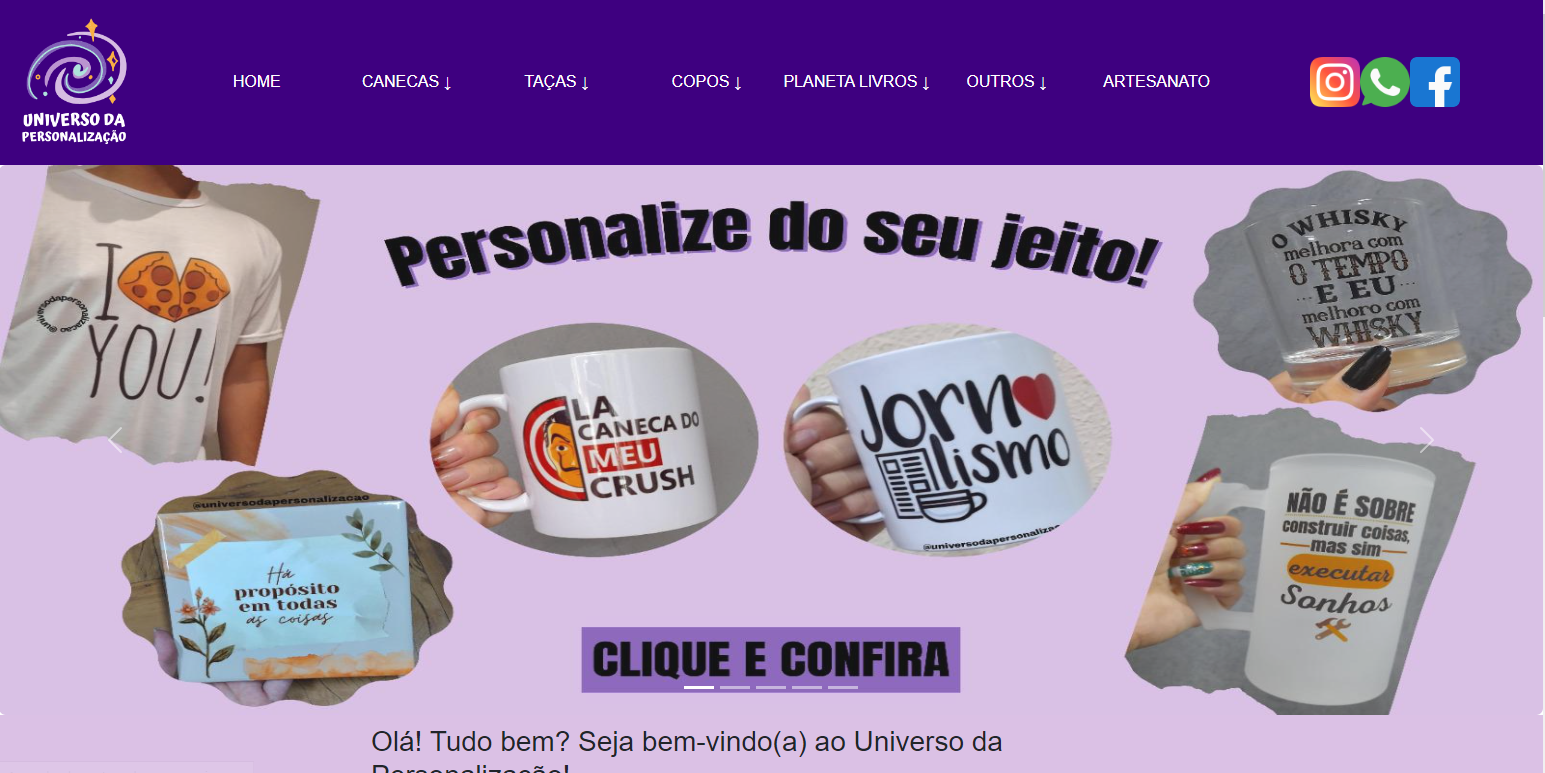 UNIVERSO DA
PERSONALIZAÇÃO
HOME
CANECAS ↓
TAÇAS ↓
COPOS ↓
PLANETA LIVROS ↓
OUTROS ↓
ARTESANATO
Personalize do seu jeito!
I
YOU!
@universodapersonalizacao
O WHISKY
melhora com
O TEMPO
E EU
melhoro com
WHISKY
LA
CANECA DO
MEU
CRUSH
JORN
lismo
@universodapersonalizac
@universodapersonalizacao
Há
propósito
em todas
as coisas
NÃO É SOBRE
construir coisas,
mas sim
executar
Sonhos
CLIQUE E CONFIRA
Olá! Tudo bem? Seja bem-vindo(a) ao Universo da
Personalização!